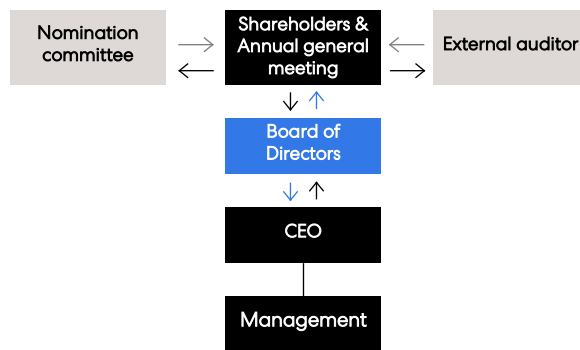 Nomination
committee
Shareholders &
Annual general
meeting
External auditor
Board of
Directors
CEO
Management